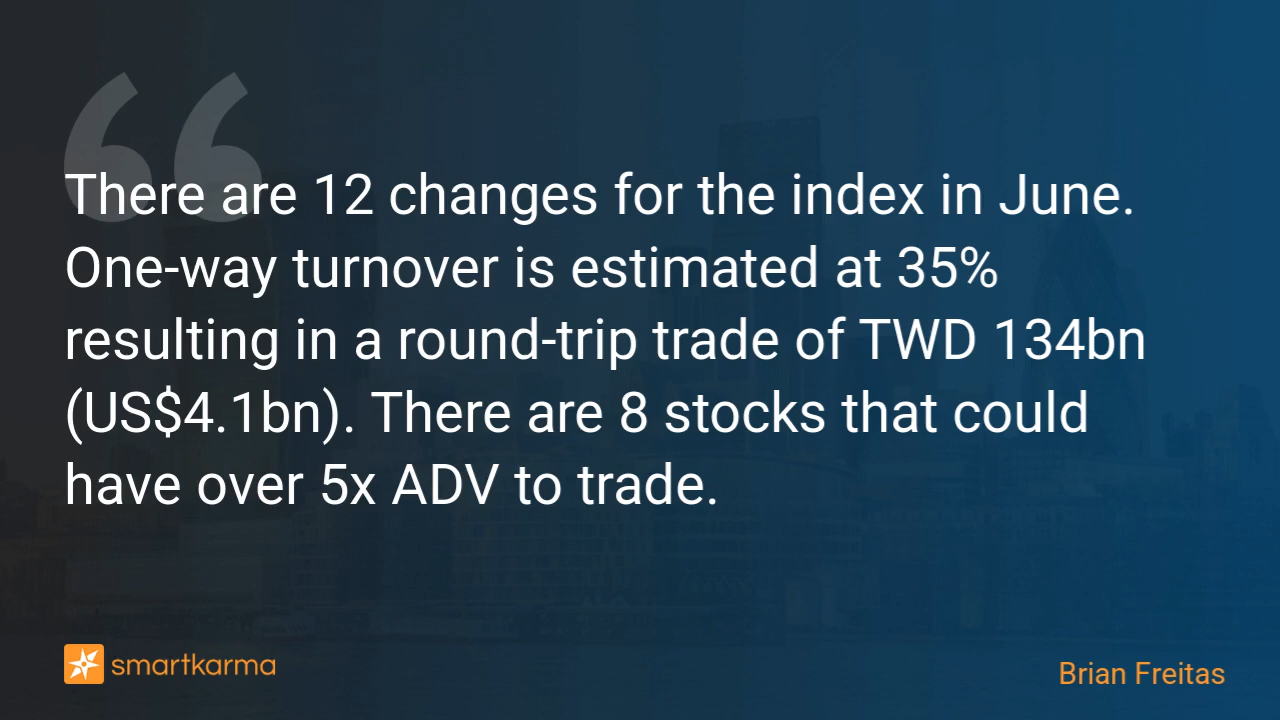 There are 12 changes for the index in June.
One-way turnover is estimated at 35%
resulting in a round-trip trade of TWD 134bn
(US$4.1bn). There are 8 stocks that could
have over 5x ADV to trade.
smartkarma
Brian Freitas